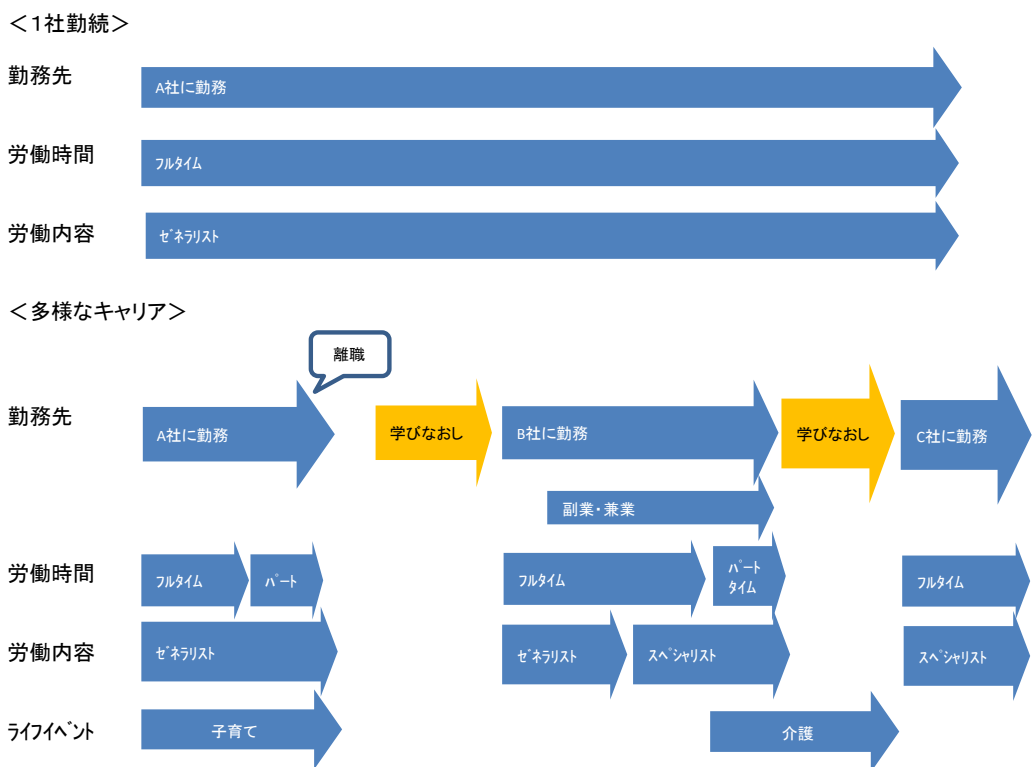 ＜１社勤続＞
勤務先
A社に勤務
労働時間
ﾌﾙﾀｲﾑ
労働内容
ｾﾞﾈﾗﾘｽﾄ
＜多様なキャリア＞
離職
勤務先
A社に勤務
学びなおし
B社に勤務
学びなおし
C社に勤務
副業・兼業
労働時間
ﾌﾙﾀｲﾑ
ﾊﾟｰﾄ
ﾌﾙﾀｲﾑ
ﾊﾟｰﾄ
ﾀｲﾑ
ﾌﾙﾀｲﾑ
労働内容
ｾﾞﾈﾗﾘｽﾄ
ｾﾞﾈﾗﾘｽﾄ
ｽﾍﾟｼｬﾘｽﾄ
ｽﾍﾟｼｬﾘｽﾄ
ﾗｲﾌｲﾍﾞﾝﾄ
子育て
介護